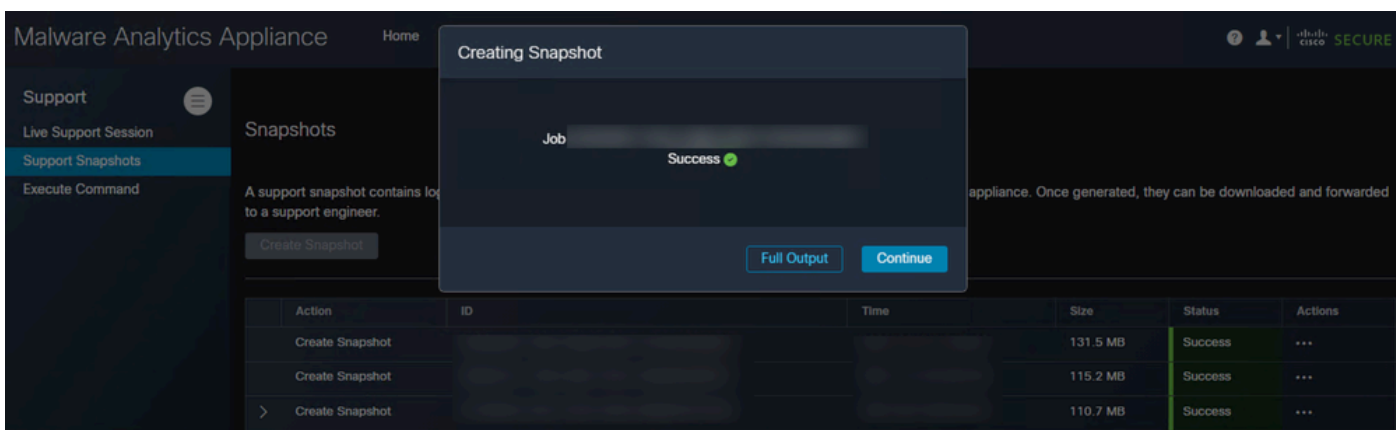 Malware Analytics Appliance
Home
cisco SECURE
Creating Snapshot
Job
Success
Full Output
Continue
Support
Live Support Session
Support Snapshots
Execute Command
Snapshots
A support snapshot contains log appliance. Once generated, they can be downloaded and forwarded
to a support engineer.
Create Snapshot
Action ID Time Size Status Actions
Create Snapshot 131.5 MB Success
Create Snapshot 115.2 MB Success
Create Snapshot 110.7 MB Success